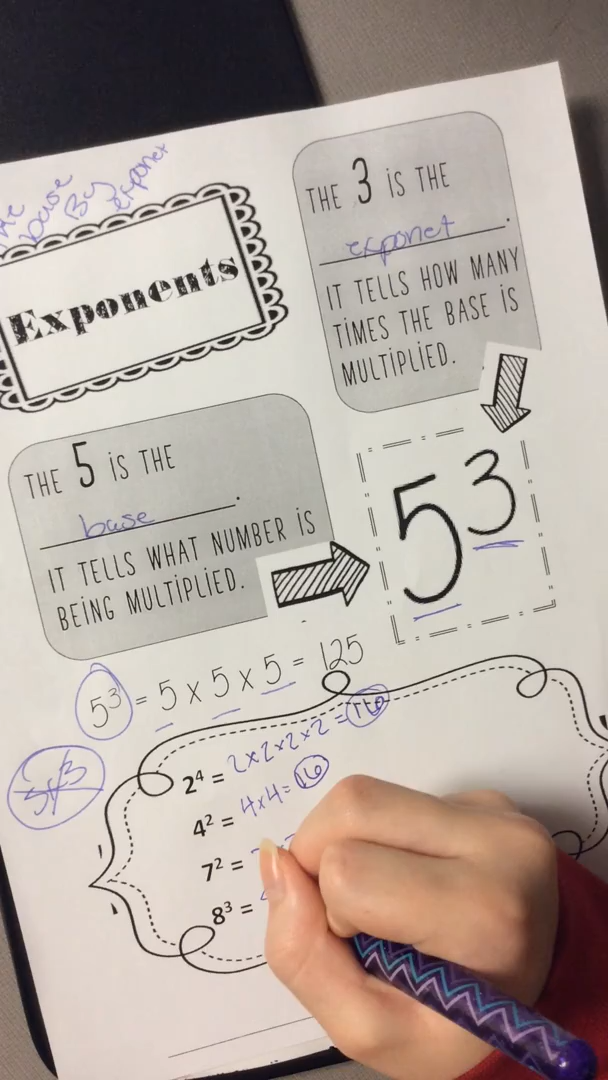 base
By
exponet
Exponents
THE 3 iS THE
exponet.
iT TELLS HOW MANY
TiMES THE BASE iS
MULTiPLiED.
THE 5 iS THE
base.
iT TELLS WHAT NUMBER iS
BEiNG MULTiPLiED.
5³
5³ = 5 x 5 x 5 = 125
2⁴ = 2x2x2x2 = 16
4² = 4x4= 16
7² =
8³ =